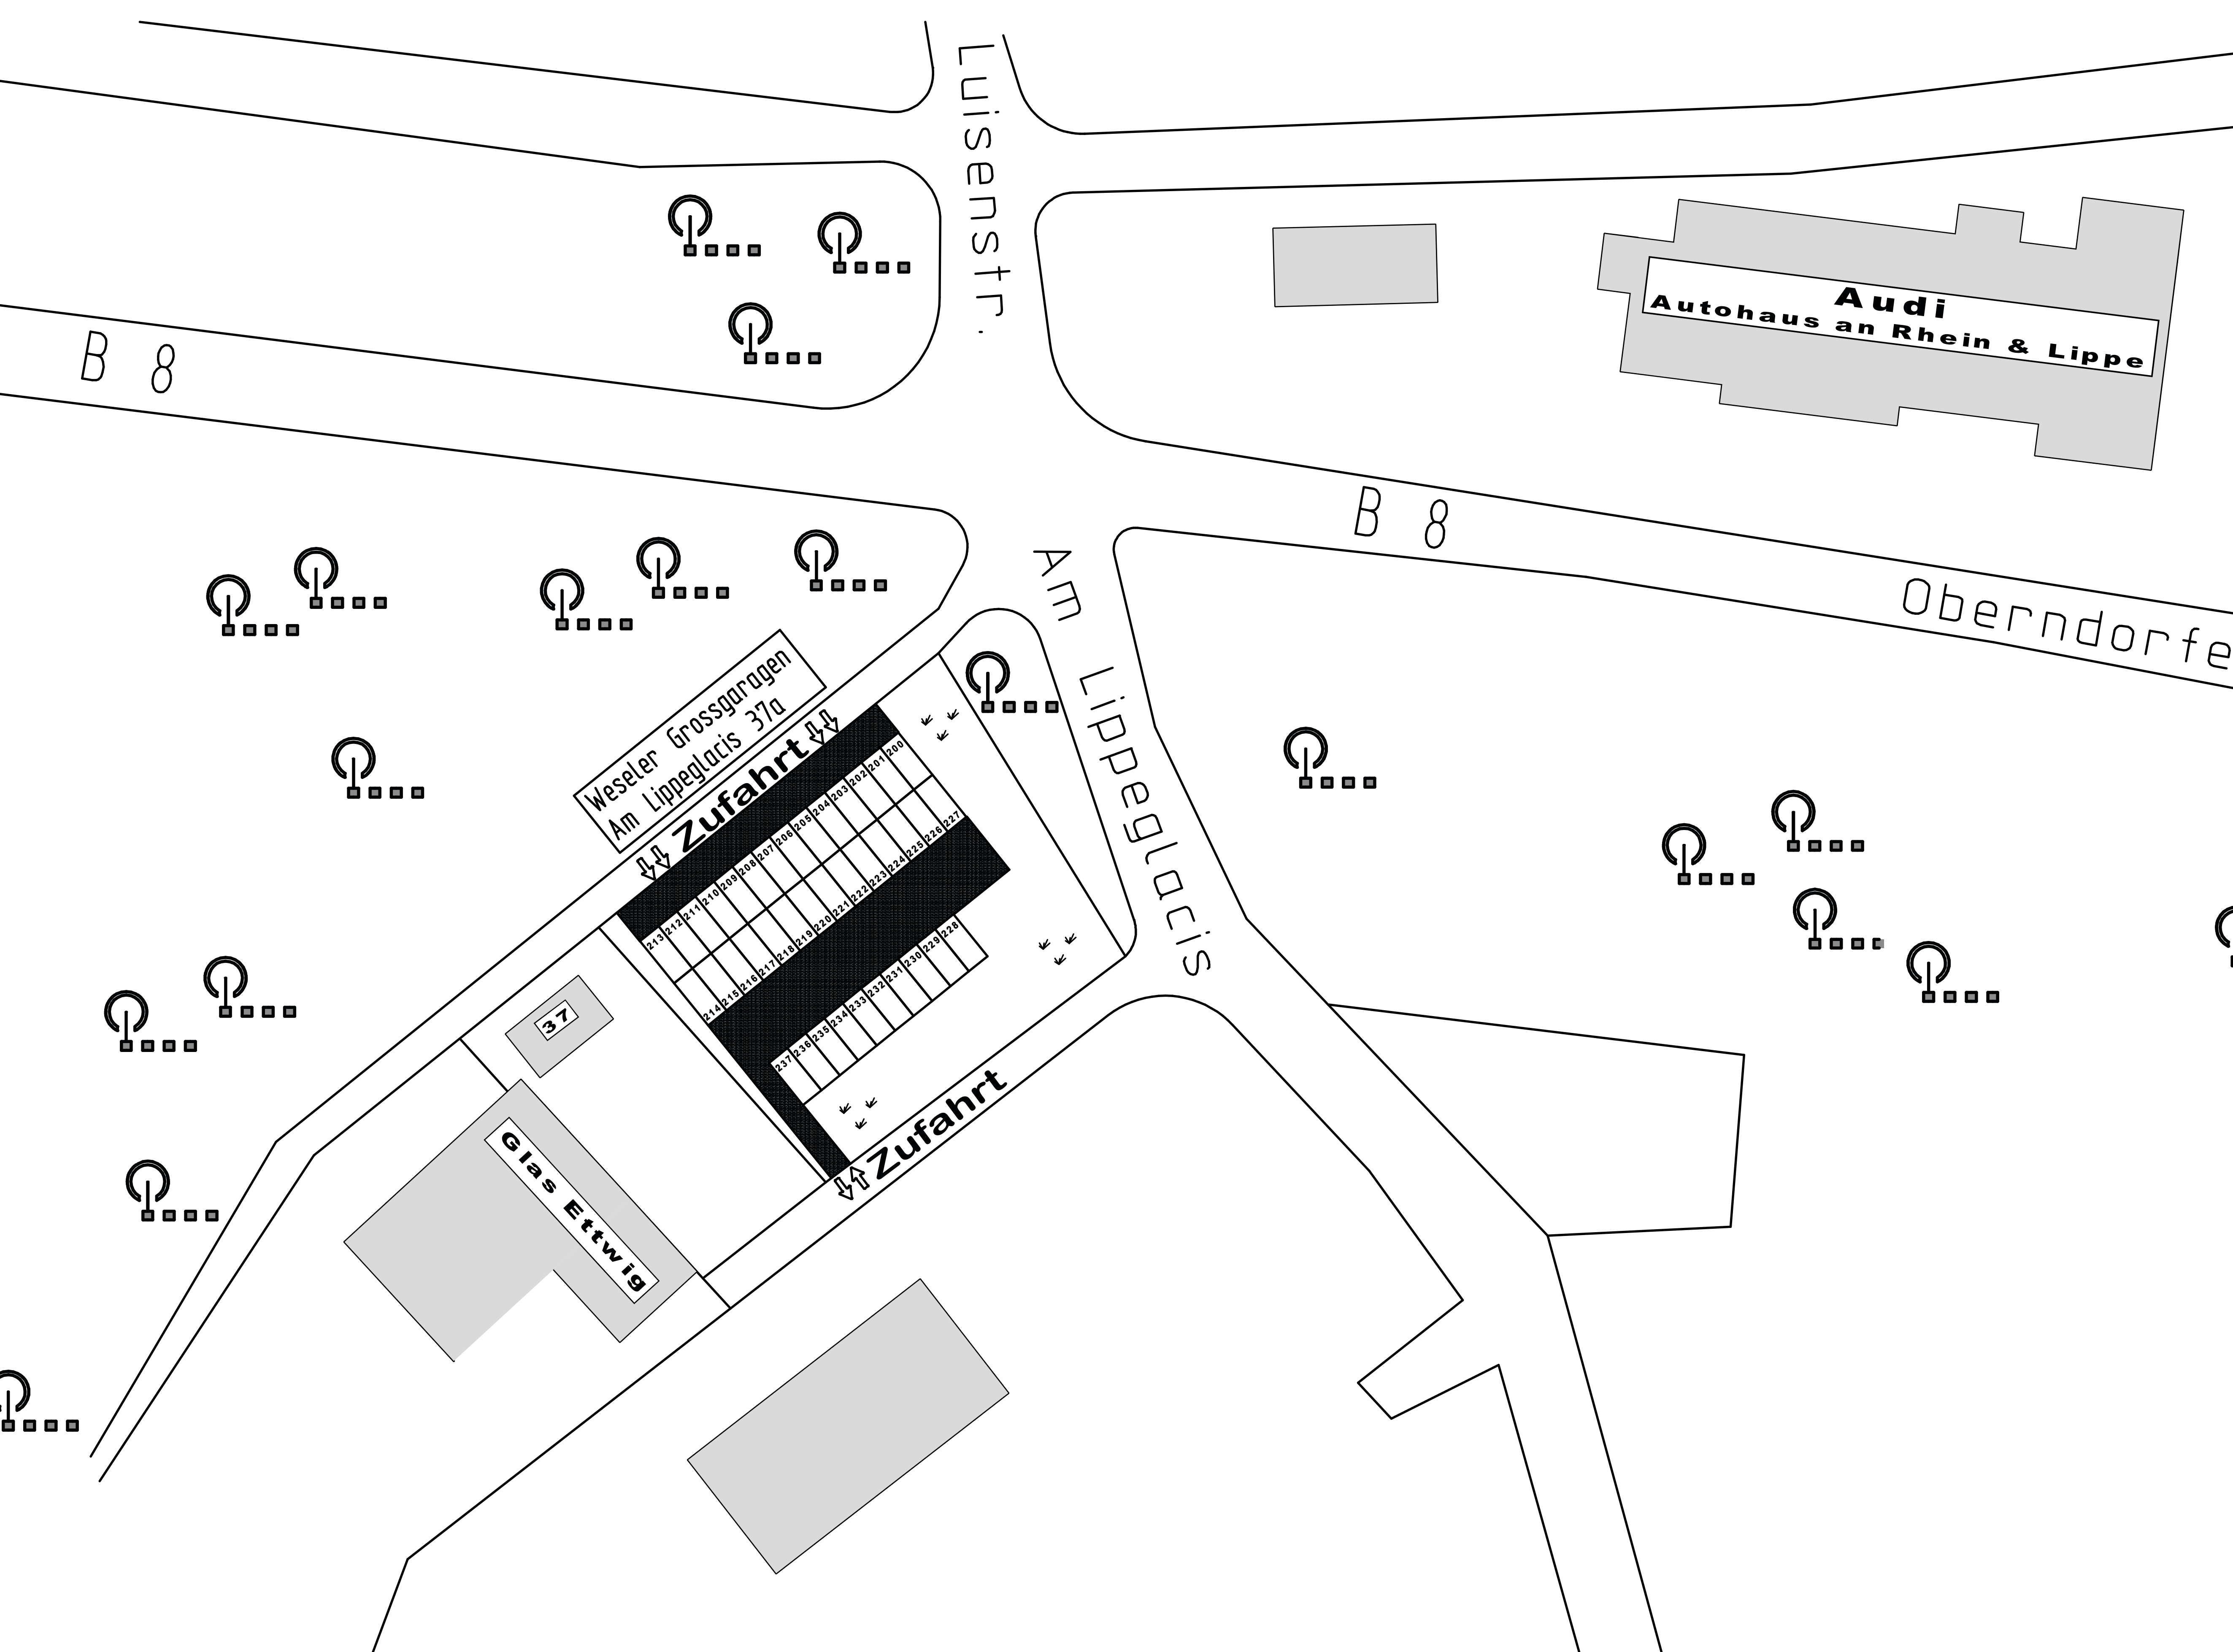 Luisenstr.
Audi
Autohaus an Rhein & Lippe
B 8
B 8
Oberndorfe
Am Lippeglacis
Weseler Grossgaragen
Am Lippeglacis 37a
Zufahrt
213 212 211 210 209 208 207 206 205 204 203 202 201 200
214 215 216 217 218 219 220 221 222 223 224 225 226 227
237 236 235 234 233 232 231 230 229 228
37
Zufahrt
Glas Ettwig